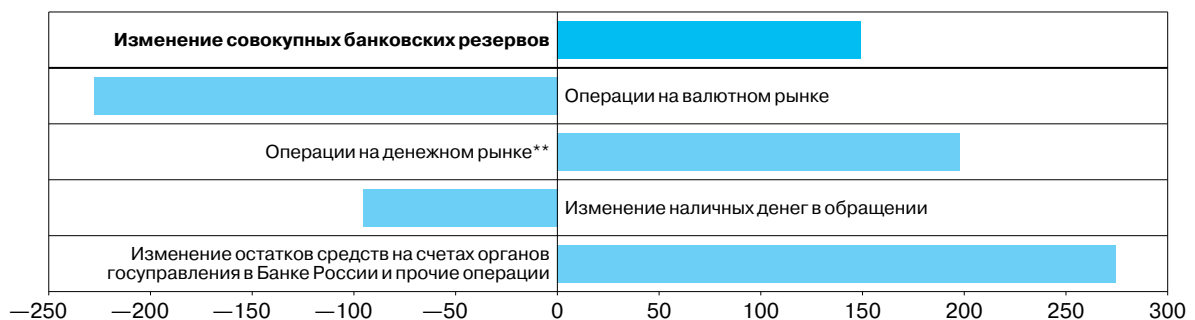 Изменение совокупных банковских резервов
Операции на валютном рынке
Операции на денежном рынке**
Изменение наличных денег в обращении
Изменение остатков средств на счетах органов
госуправления в Банке России и прочие операции
—250 —200 —150 —100 —50 0 50 100 150 200 250 300